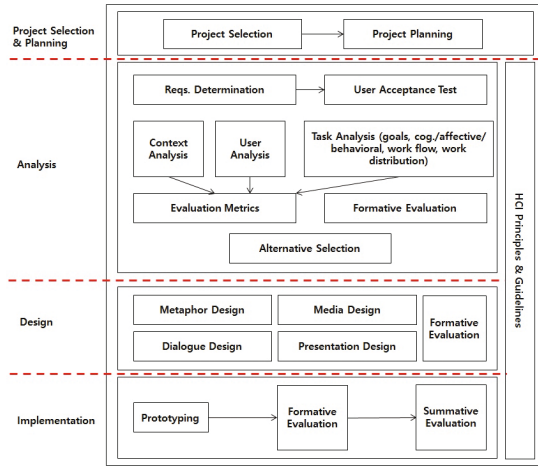 Project Selection
& Planning
Project Selection
Project Planning
Analysis
Reqs. Determination
User Acceptance Test
Context
Analysis
User
Analysis
Task Analysis (goals, cog./affective/
behavioral, work flow, work
distribution)
Evaluation Metrics
Formative Evaluation
Alternative Selection
HCI Principles & Guidelines
Design
Metaphor Design
Media Design
Formative
Evaluation
Dialogue Design
Presentation Design
Implementation
Prototyping
Formative
Evaluation
Summative
Evaluation